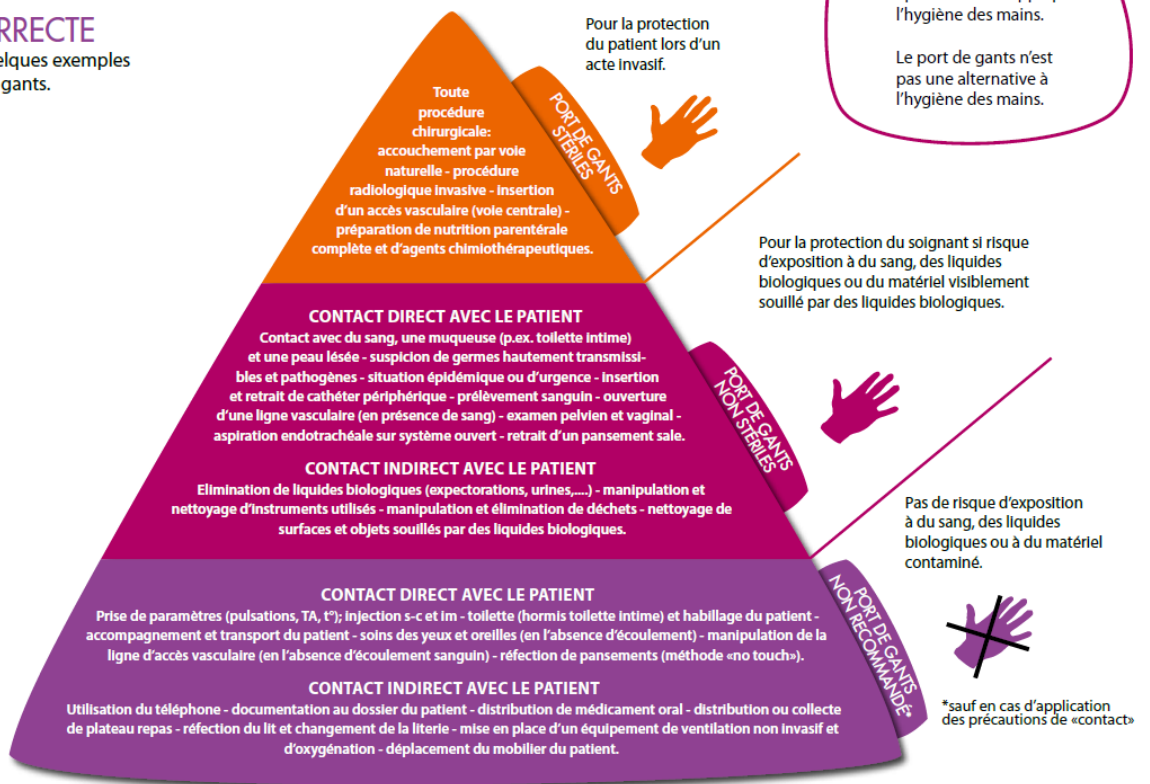 RRECTE
elques exemples
gants.
Pour la protection
du patient lors d’un
acte invasif.
l’hygiène des mains.
Le port de gants n’est
pas une alternative à
l’hygiène des mains.
Toute
procédure
chirurgicale:
accouchement par voie
naturelle - procédure
radiologique invasive - insertion
d’un accès vasculaire (voie centrale) -
préparation de nutrition parentérale
complète et d’agents chimiothérapeutiques.
PORT DE GANTS
STÉRILES
Pour la protection du soignant si risque
d’exposition à du sang, des liquides
biologiques ou du matériel visiblement
souillé par des liquides biologiques.
CONTACT DIRECT AVEC LE PATIENT
Contact avec du sang, une muqueuse (p.ex. toilette intime)
et une peau lésée - suspicion de germes hautement transmissi-
bles et pathogènes - situation épidémique ou d’urgence - insertion
et retrait de cathéter périphérique - prélèvement sanguin - ouverture
d’une ligne vasculaire (en présence de sang) - examen pelvien et vaginal -
aspiration endotrachéale sur système ouvert - retrait d’un pansement sale.
CONTACT INDIRECT AVEC LE PATIENT
Elimination de liquides biologiques (expectorations, urines,....) - manipulation et
nettoyage d’instruments utilisés - manipulation et élimination de déchets - nettoyage de
surfaces et objets souillés par des liquides biologiques.
PORT DE GANTS
NON STÉRILES
Pas de risque d’exposition
à du sang, des liquides
biologiques ou à du matériel
contaminé.
CONTACT DIRECT AVEC LE PATIENT
Prise de paramètres (pulsations, TA, t°); injection s-c et im - toilette (hormis toilette intime) et habillage du patient -
accompagnement et transport du patient - soins des yeux et oreilles (en l’absence d’écoulement) - manipulation de la
ligne d’accès vasculaire (en l’absence d’écoulement sanguin) - réfection de pansements (méthode «no touch»).
CONTACT INDIRECT AVEC LE PATIENT
Utilisation du téléphone - documentation au dossier du patient - distribution de médicament oral - distribution ou collecte
de plateau repas - réfection du lit et changement de la literie - mise en place d’un équipement de ventilation non invasif et
d’oxygénation - déplacement du mobilier du patient.
PORT DE GANTS
NON RECOMMANDÉ*
*sauf en cas d’application
des précautions de «contact»